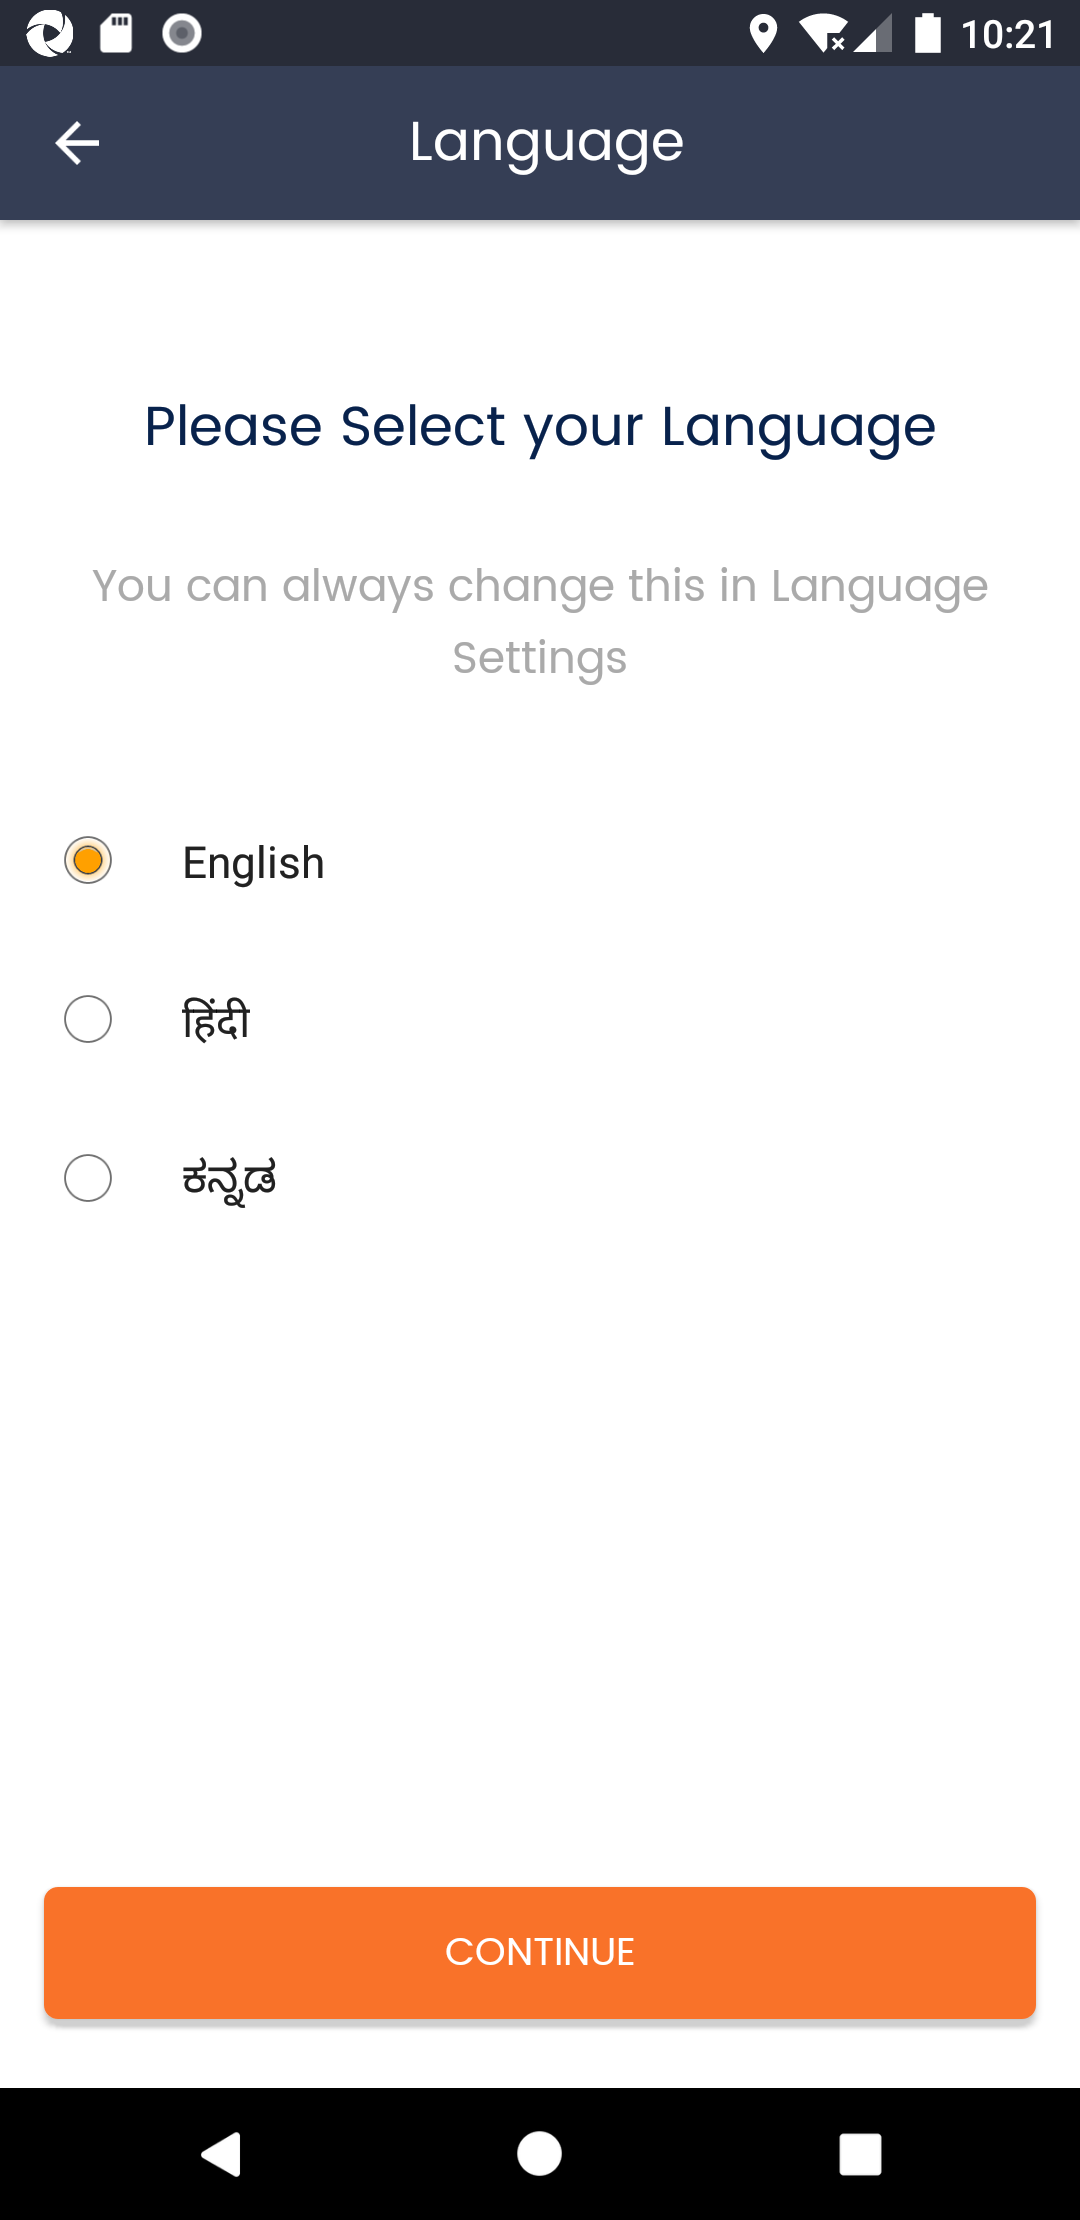 10:21
Language
Please Select your Language
You can always change this in Language
Settings
English
हिंदी
ಕನ್ನಡ
CONTINUE